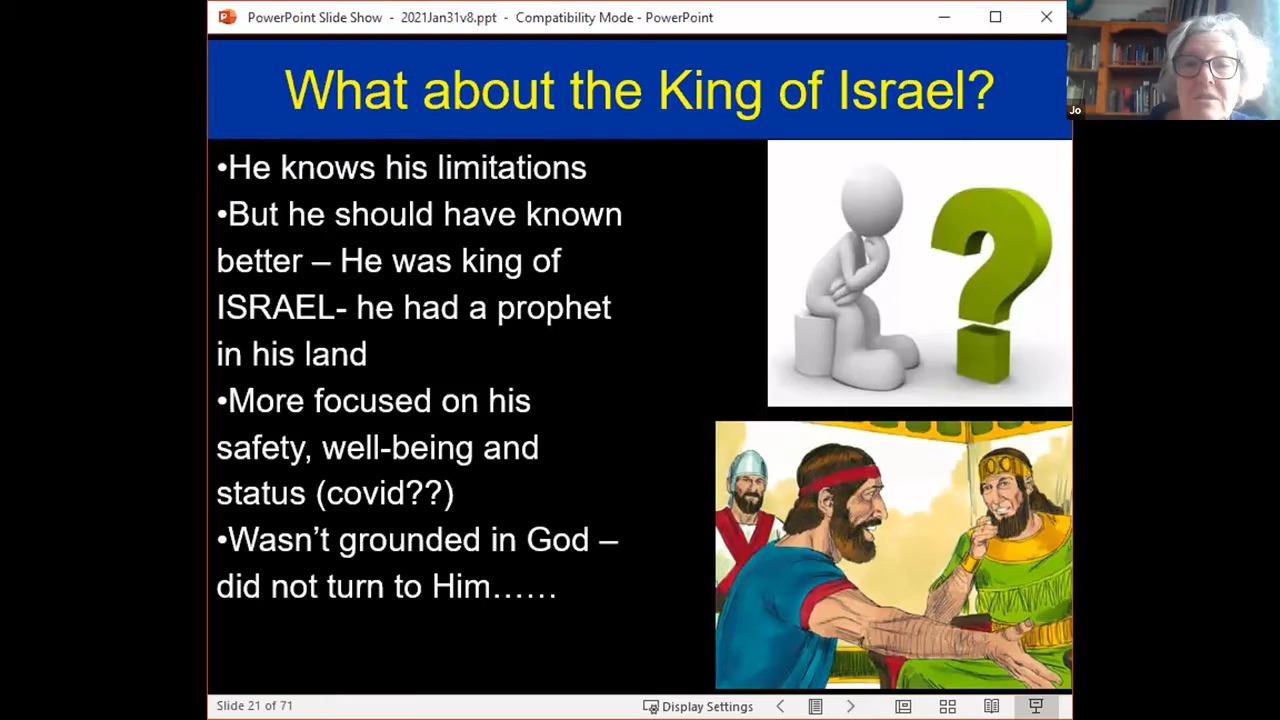 PowerPoint Slide Show - 2021Jan31v8.ppt - Compatibility Mode - PowerPoint
Jo
What about the King of Israel?
•He knows his limitations
•But he should have known
better – He was king of
ISRAEL- he had a prophet
in his land
•More focused on his
safety, well-being and
status (covid??)
•Wasn’t grounded in God –
did not turn to Him……
Slide 21 of 71
Display Settings